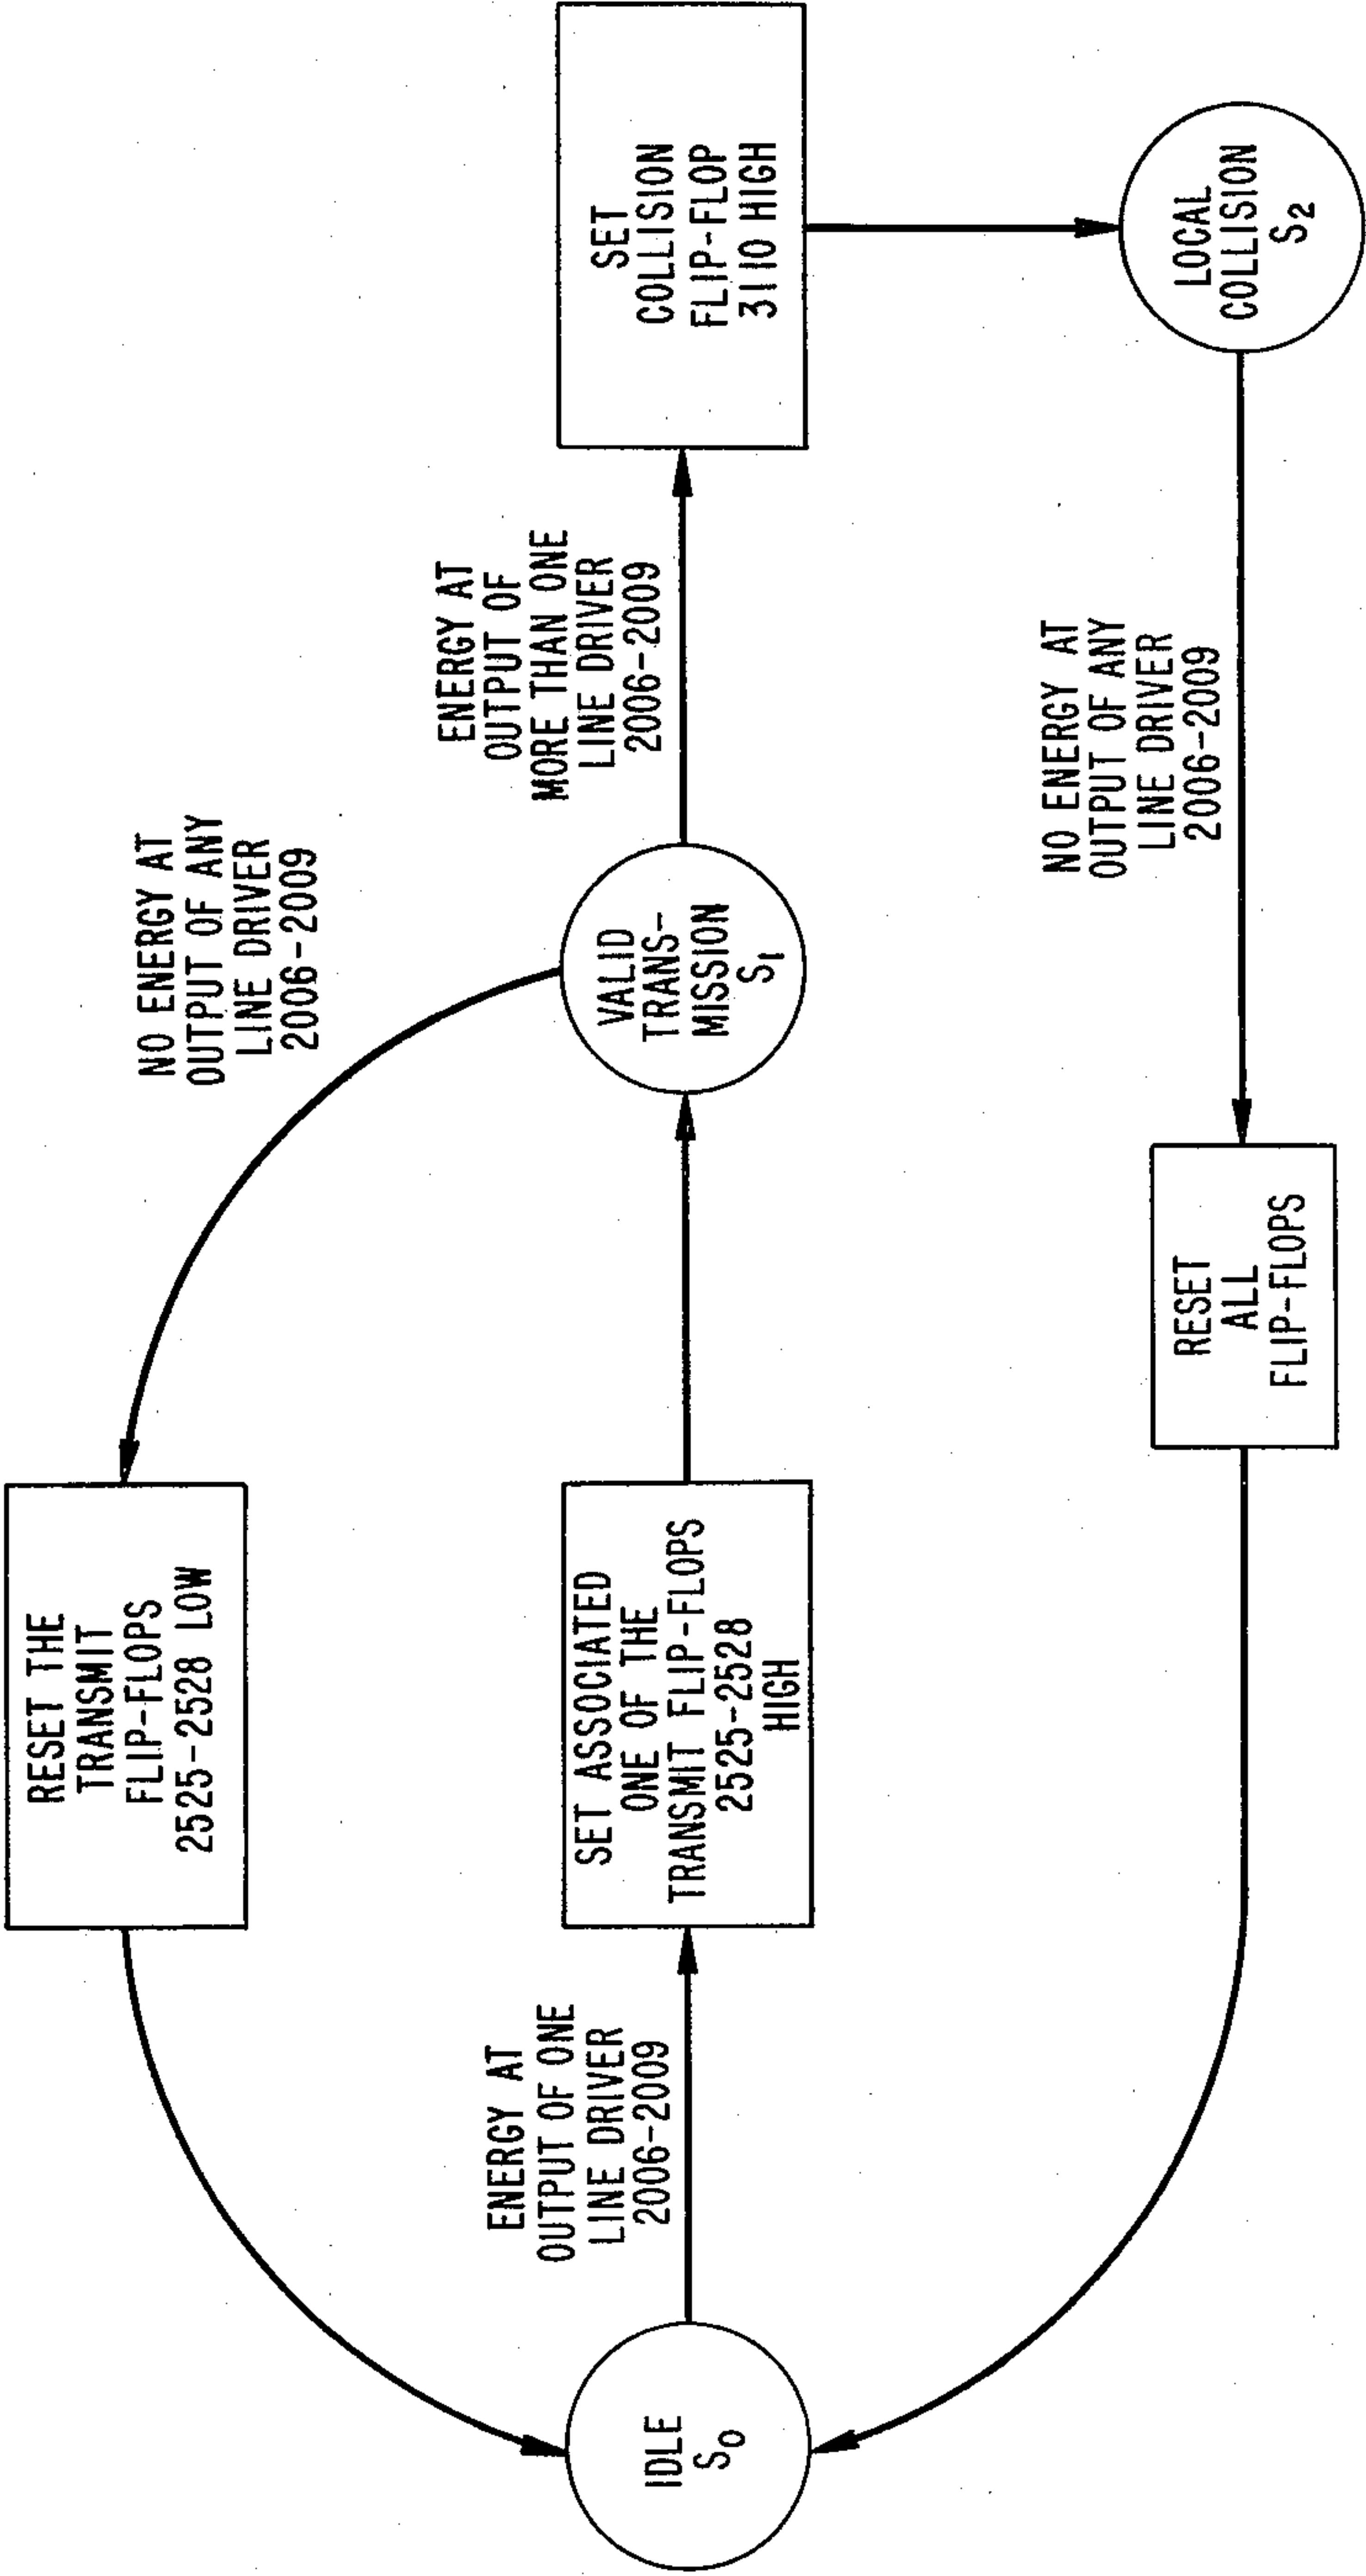 RESET THE
TRANSMIT
FLIP-FLOPS
2525-2528 LOW
NO ENERGY AT
OUTPUT OF ANY
LINE DRIVER
2006-2009
IDLE
S0
ENERGY AT
OUTPUT OF ONE
LINE DRIVER
2006-2009
SET ASSOCIATED
ONE OF THE
TRANSMIT FLIP-FLOPS
2525-2528
HIGH
VALID
TRANS-
MISSION
S1
ENERGY AT
OUTPUT OF
MORE THAN ONE
LINE DRIVER
2006-2009
SET
COLLISION
FLIP-FLOP
3110 HIGH
RESET
ALL
FLIP-FLOPS
NO ENERGY AT
OUTPUT OF ANY
LINE DRIVER
2006-2009
LOCAL
COLLISION
S2